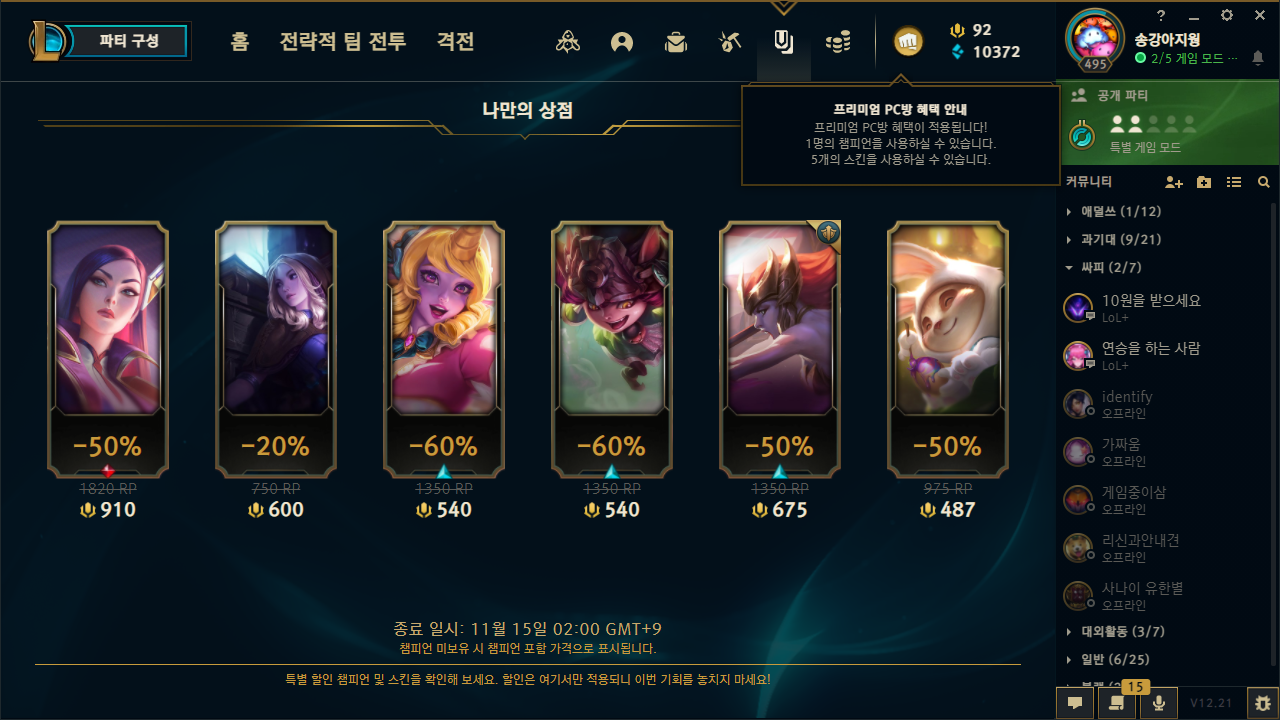 파티 구성
홈
전략적 팀 전투
격전
92
10372
송강아지원
495
2/5 게임 모드 ···
나만의 상점
프리미엄 PC방 혜택 안내
프리미엄 PC방 혜택이 적용됩니다!
1명의 챔피언을 사용하실 수 있습니다.
5개의 스킨을 사용하실 수 있습니다.
공개 파티
특별 게임 모드
커뮤니티
애덜쓰 (1/12)
과기대 (9/21)
싸피 (2/7)
10원을 받으세요
LoL+
연승을 하는 사람
LoL+
identify
오프라인
가짜움
오프라인
게임중이삼
오프라인
리신과안내견
오프라인
사나이 유한별
오프라인
대외활동 (3/7)
일반 (6/25)
15
V12.21
-50%
1820 RP
910
-20%
750 RP
600
-60%
1350 RP
540
-60%
1350 RP
540
-50%
1350 RP
675
-50%
975 RP
487
종료 일시: 11월 15일 02:00 GMT+9
챔피언 미보유 시 챔피언 포함 가격으로 표시됩니다.
특별 할인 챔피언 및 스킨을 확인해 보세요. 할인은 여기서만 적용되니 이번 기회를 놓치지 마세요!